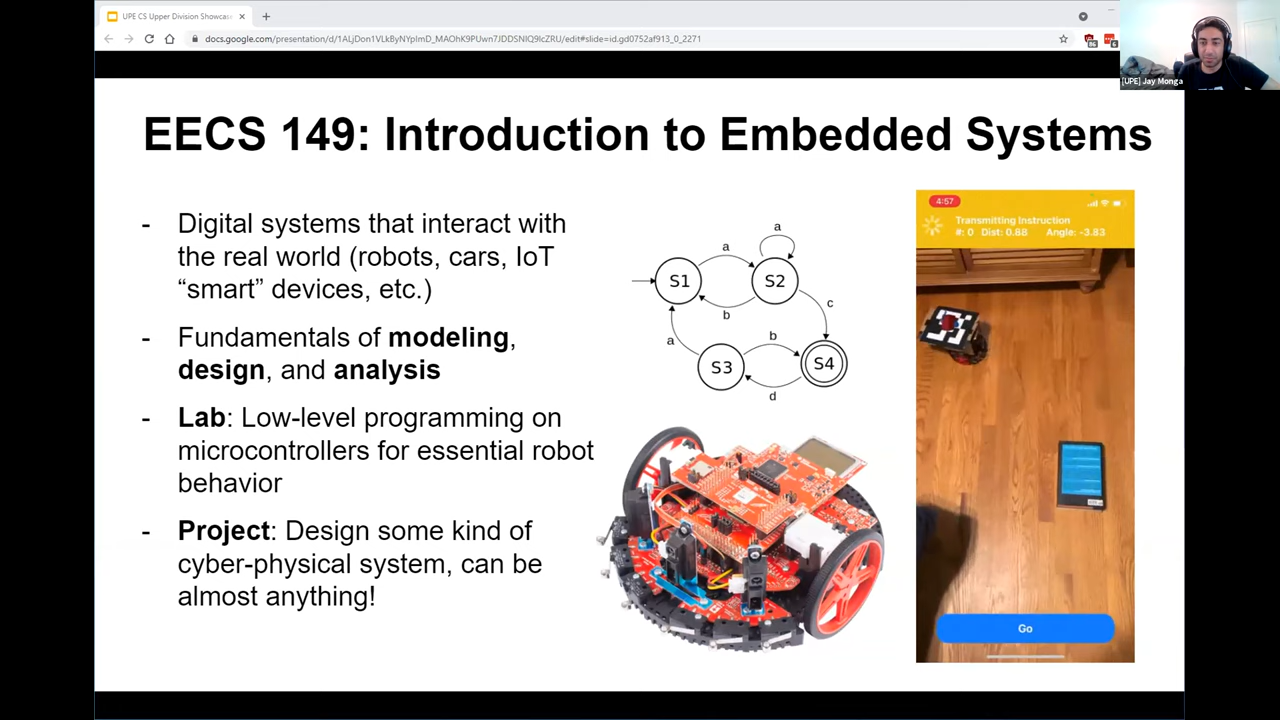 UPE CS Upper Division Showcase
docs.google.com/presentation/d/1ALjDon1VLkByNYplmD_MAOhK9PUwn7JDDSNlQ9lcZRU/edit#slide=id.gd0752af913_0_2271
[UPE] Jay Monga
EECS 149: Introduction to Embedded Systems
- Digital systems that interact with
the real world (robots, cars, IoT
“smart” devices, etc.)
- Fundamentals of modeling,
design, and analysis
- Lab: Low-level programming on
microcontrollers for essential robot
behavior
- Project: Design some kind of
cyber-physical system, can be
almost anything!
a
a
S1
S2
b
c
a
b
S3
S4
d
4:57
Transmitting Instruction
#: 0 Dist: 0.88 Angle: -3.83
Go